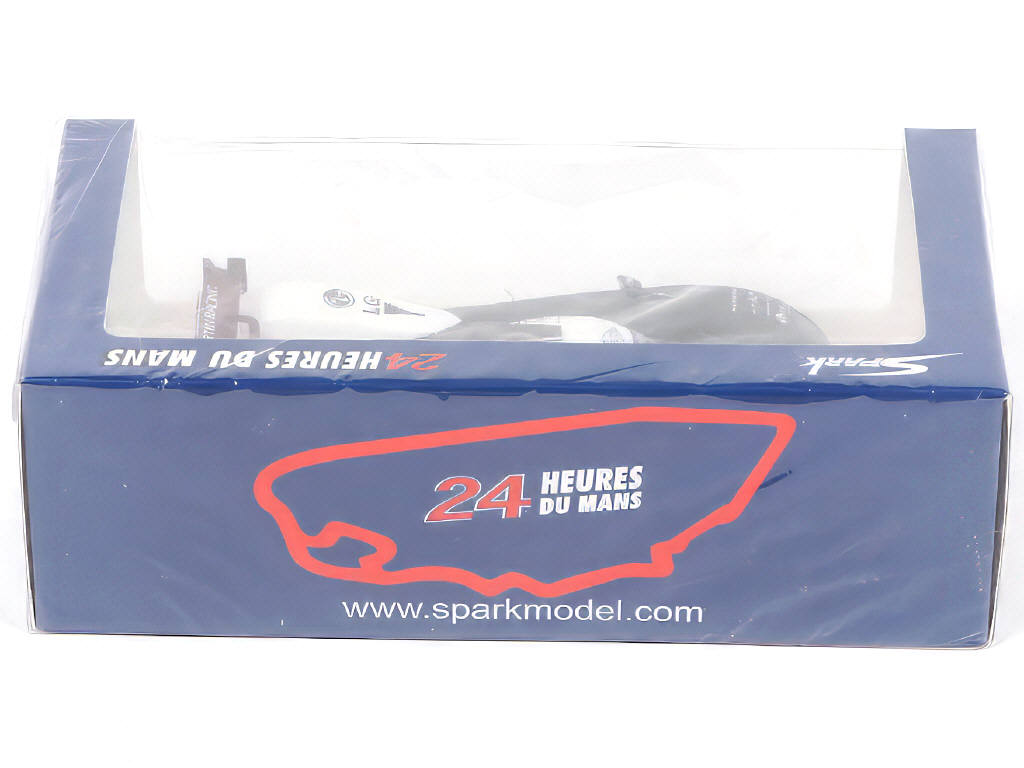 24 HEURES DU MANS
SPARK
24 HEURES
DU MANS
www.sparkmodel.com